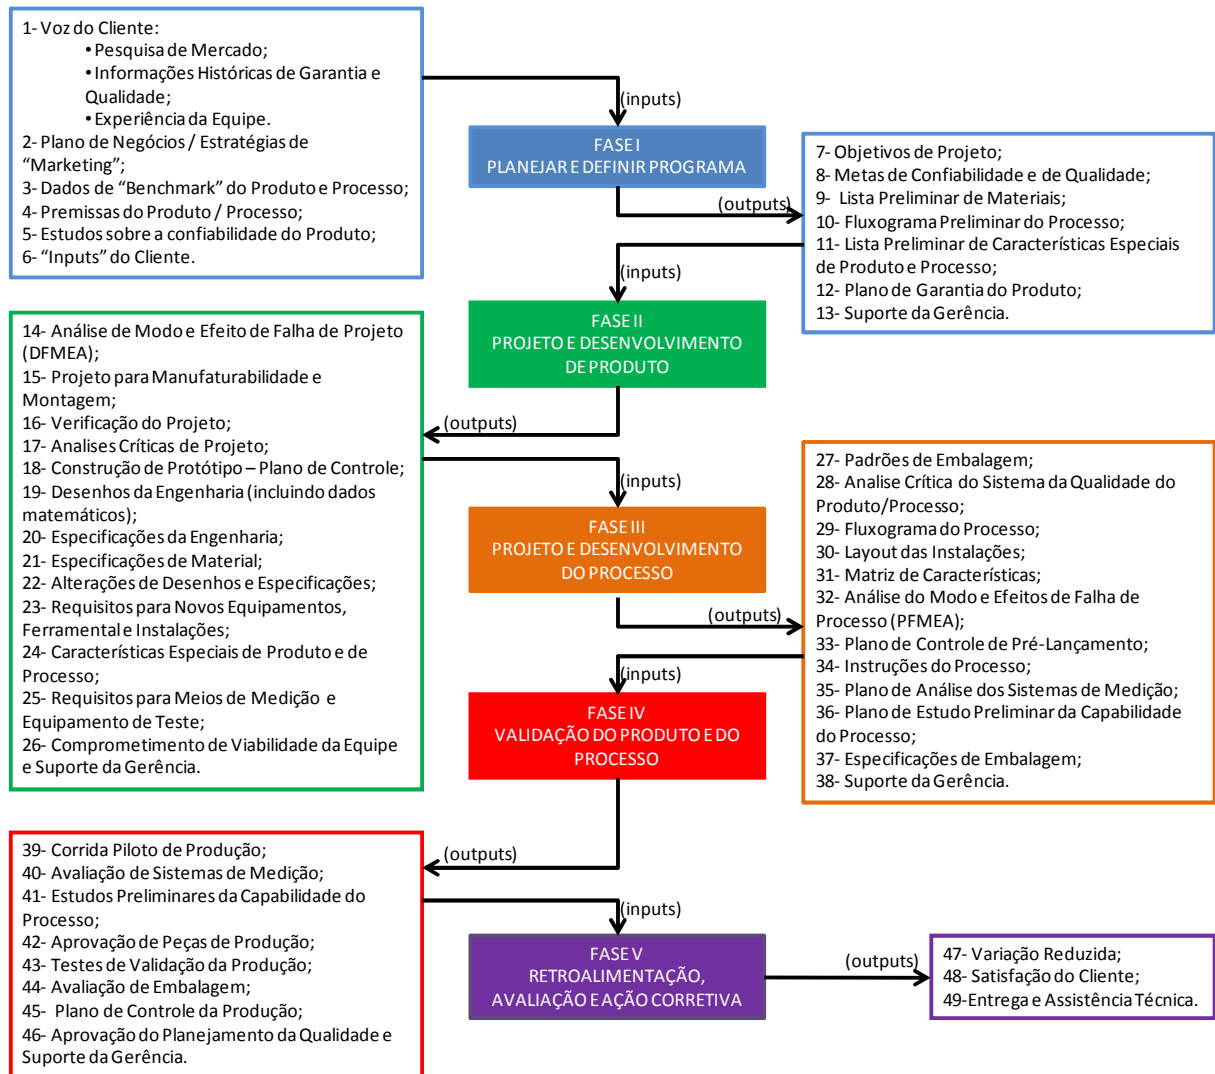 1- Voz do Cliente:
• Pesquisa de Mercado;
• Informações Históricas de Garantia e
Qualidade;
• Experiência da Equipe.
2- Plano de Negócios / Estratégias de
“Marketing”;
3- Dados de “Benchmark” do Produto e Processo;
4- Premissas do Produto / Processo;
5- Estudos sobre a confiabilidade do Produto;
6- “Inputs” do Cliente.
(inputs)
FASE I
PLANEJAR E DEFINIR PROGRAMA
(outputs)
7- Objetivos de Projeto;
8- Metas de Confiabilidade e de Qualidade;
9- Lista Preliminar de Materiais;
10- Fluxograma Preliminar do Processo;
11- Lista Preliminar de Características Especiais
de Produto e Processo;
12- Plano de Garantia do Produto;
13- Suporte da Gerência.
(inputs)
FASE II
PROJETO E DESENVOLVIMENTO
DE PRODUTO
(outputs)
14- Análise de Modo e Efeito de Falha de Projeto
(DFMEA);
15- Projeto para Manufaturabilidade e
Montagem;
16- Verificação do Projeto;
17- Analises Críticas de Projeto;
18- Construção de Protótipo – Plano de Controle;
19- Desenhos da Engenharia (incluindo dados
matemáticos);
20- Especificações da Engenharia;
21- Especificações de Material;
22- Alterações de Desenhos e Especificações;
23- Requisitos para Novos Equipamentos,
Ferramental e Instalações;
24- Características Especiais de Produto e de
Processo;
25- Requisitos para Meios de Medição e
Equipamento de Teste;
26- Comprometimento de Viabilidade da Equipe
e Suporte da Gerência.
(inputs)
FASE III
PROJETO E DESENVOLVIMENTO
DO PROCESSO
(outputs)
27- Padrões de Embalagem;
28- Analise Crítica do Sistema da Qualidade do
Produto/Processo;
29- Fluxograma do Processo;
30- Layout das Instalações;
31- Matriz de Características;
32- Análise do Modo e Efeitos de Falha de
Processo (PFMEA);
33- Plano de Controle de Pré-Lançamento;
34- Instruções do Processo;
35- Plano de Análise dos Sistemas de Medição;
36- Plano de Estudo Preliminar da Capabilidade
do Processo;
37- Especificações de Embalagem;
38- Suporte da Gerência.
(inputs)
FASE IV
VALIDAÇÃO DO PRODUTO E DO
PROCESSO
(outputs)
39- Corrida Piloto de Produção;
40- Avaliação de Sistemas de Medição;
41- Estudos Preliminares da Capabilidade do
Processo;
42- Aprovação de Peças de Produção;
43- Testes de Validação da Produção;
44- Avaliação de Embalagem;
45- Plano de Controle da Produção;
46- Aprovação do Planejamento da Qualidade e
Suporte da Gerência.
(inputs)
FASE V
RETROALIMENTAÇÃO,
AVALIAÇÃO E AÇÃO CORRETIVA
(outputs)
47- Variação Reduzida;
48- Satisfação do Cliente;
49-Entrega e Assistência Técnica.